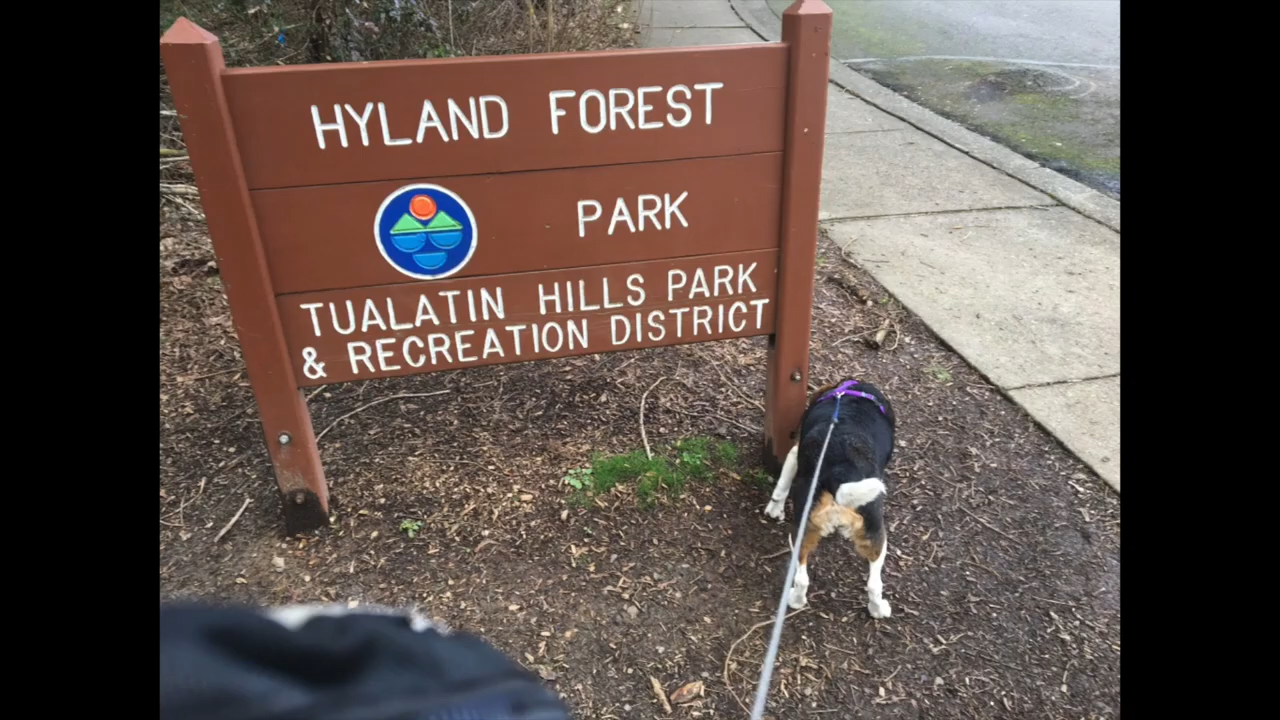 HYLAND FOREST
PARK
TUALATIN HILLS PARK
& RECREATION DISTRICT